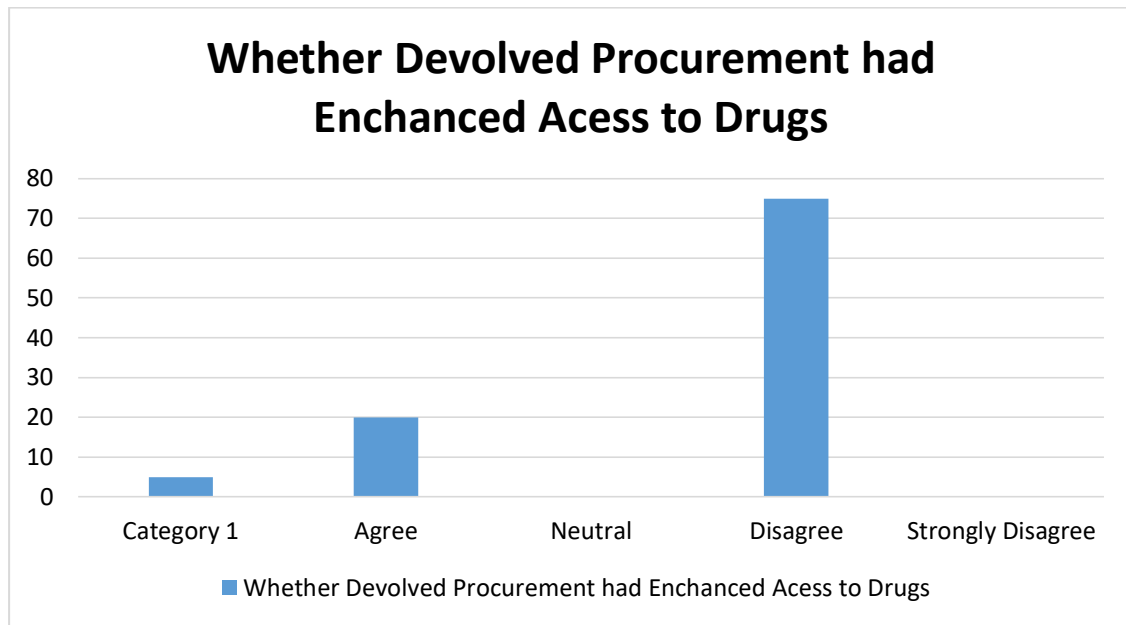 Whether Devolved Procurement had
Enchanced Acess to Drugs
80
70
60
50
40
30
20
10
0
Category 1 Agree Neutral Disagree Strongly Disagree
Whether Devolved Procurement had Enchanced Acess to Drugs